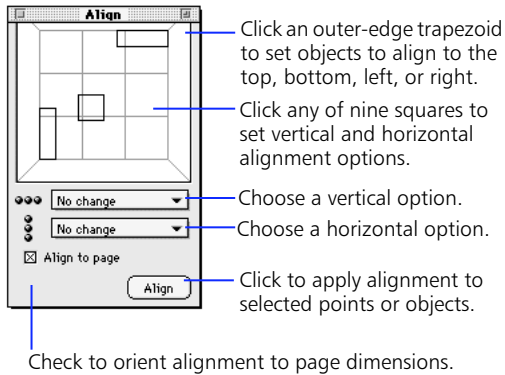 Align
Click an outer-edge trapezoid
to set objects to align to the
top, bottom, left, or right.
Click any of nine squares to
set vertical and horizontal
alignment options.
No change
Choose a vertical option.
No change
Choose a horizontal option.
Align to page
Align
Click to apply alignment to
selected points or objects.
Check to orient alignment to page dimensions.